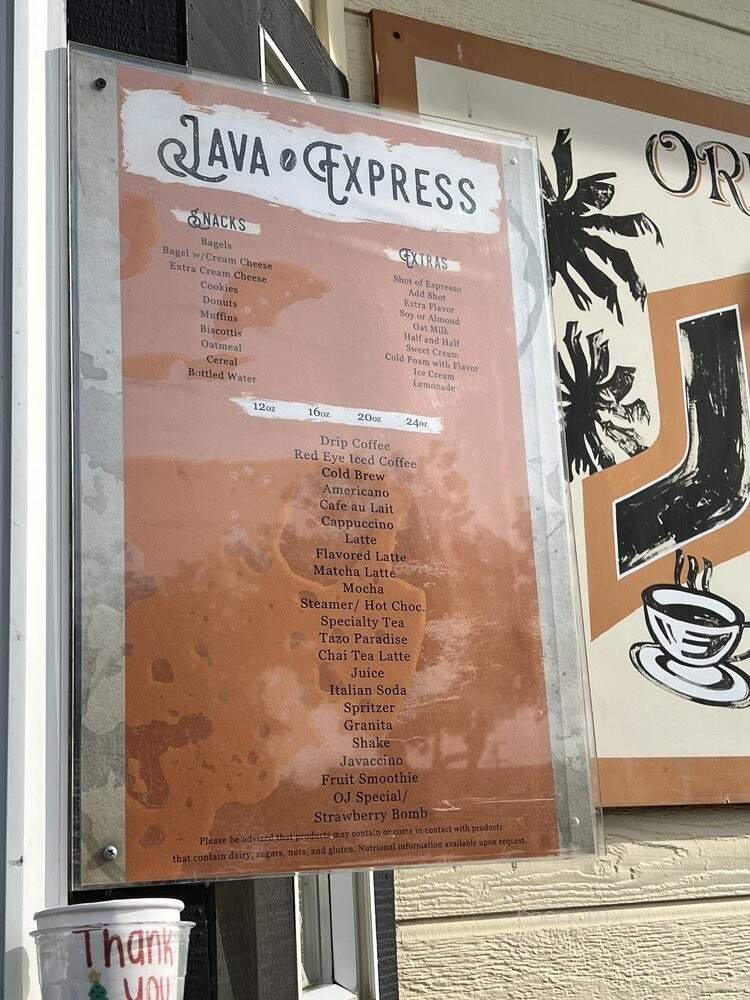 JAVA EXPRESS
SNACKS
Bagels
Bagel w/Cream Cheese
Extra Cream Cheese
Cookies
Donuts
Muffins
Biscottis
Oatmeal
Cereal
Bottled Water
EXTRAS
Shot of Espresso
Add Shot
Extra Flavor
Soy or Almond
Oat Milk
Half and Half
Sweet Cream
Cold Foam with Flavor
Ice Cream
Lemonade
12oz 16oz 20oz 24oz
Drip Coffee
Red Eye Iced Coffee
Cold Brew
Americano
Cafe au Lait
Cappuccino
Latte
Flavored Latte
Matcha Latte
Mocha
Steamer/ Hot Choc.
Specialty Tea
Tazo Paradise
Chai Tea Latte
Juice
Italian Soda
Spritzer
Granita
Shake
Javaccino
Fruit Smoothie
OJ Special/
Strawberry Bomb
Please be advised that products may contain or come in contact with products
that contain dairy, sugars, nuts, and gluten. Nutritional information available upon request.
J
Thank
you